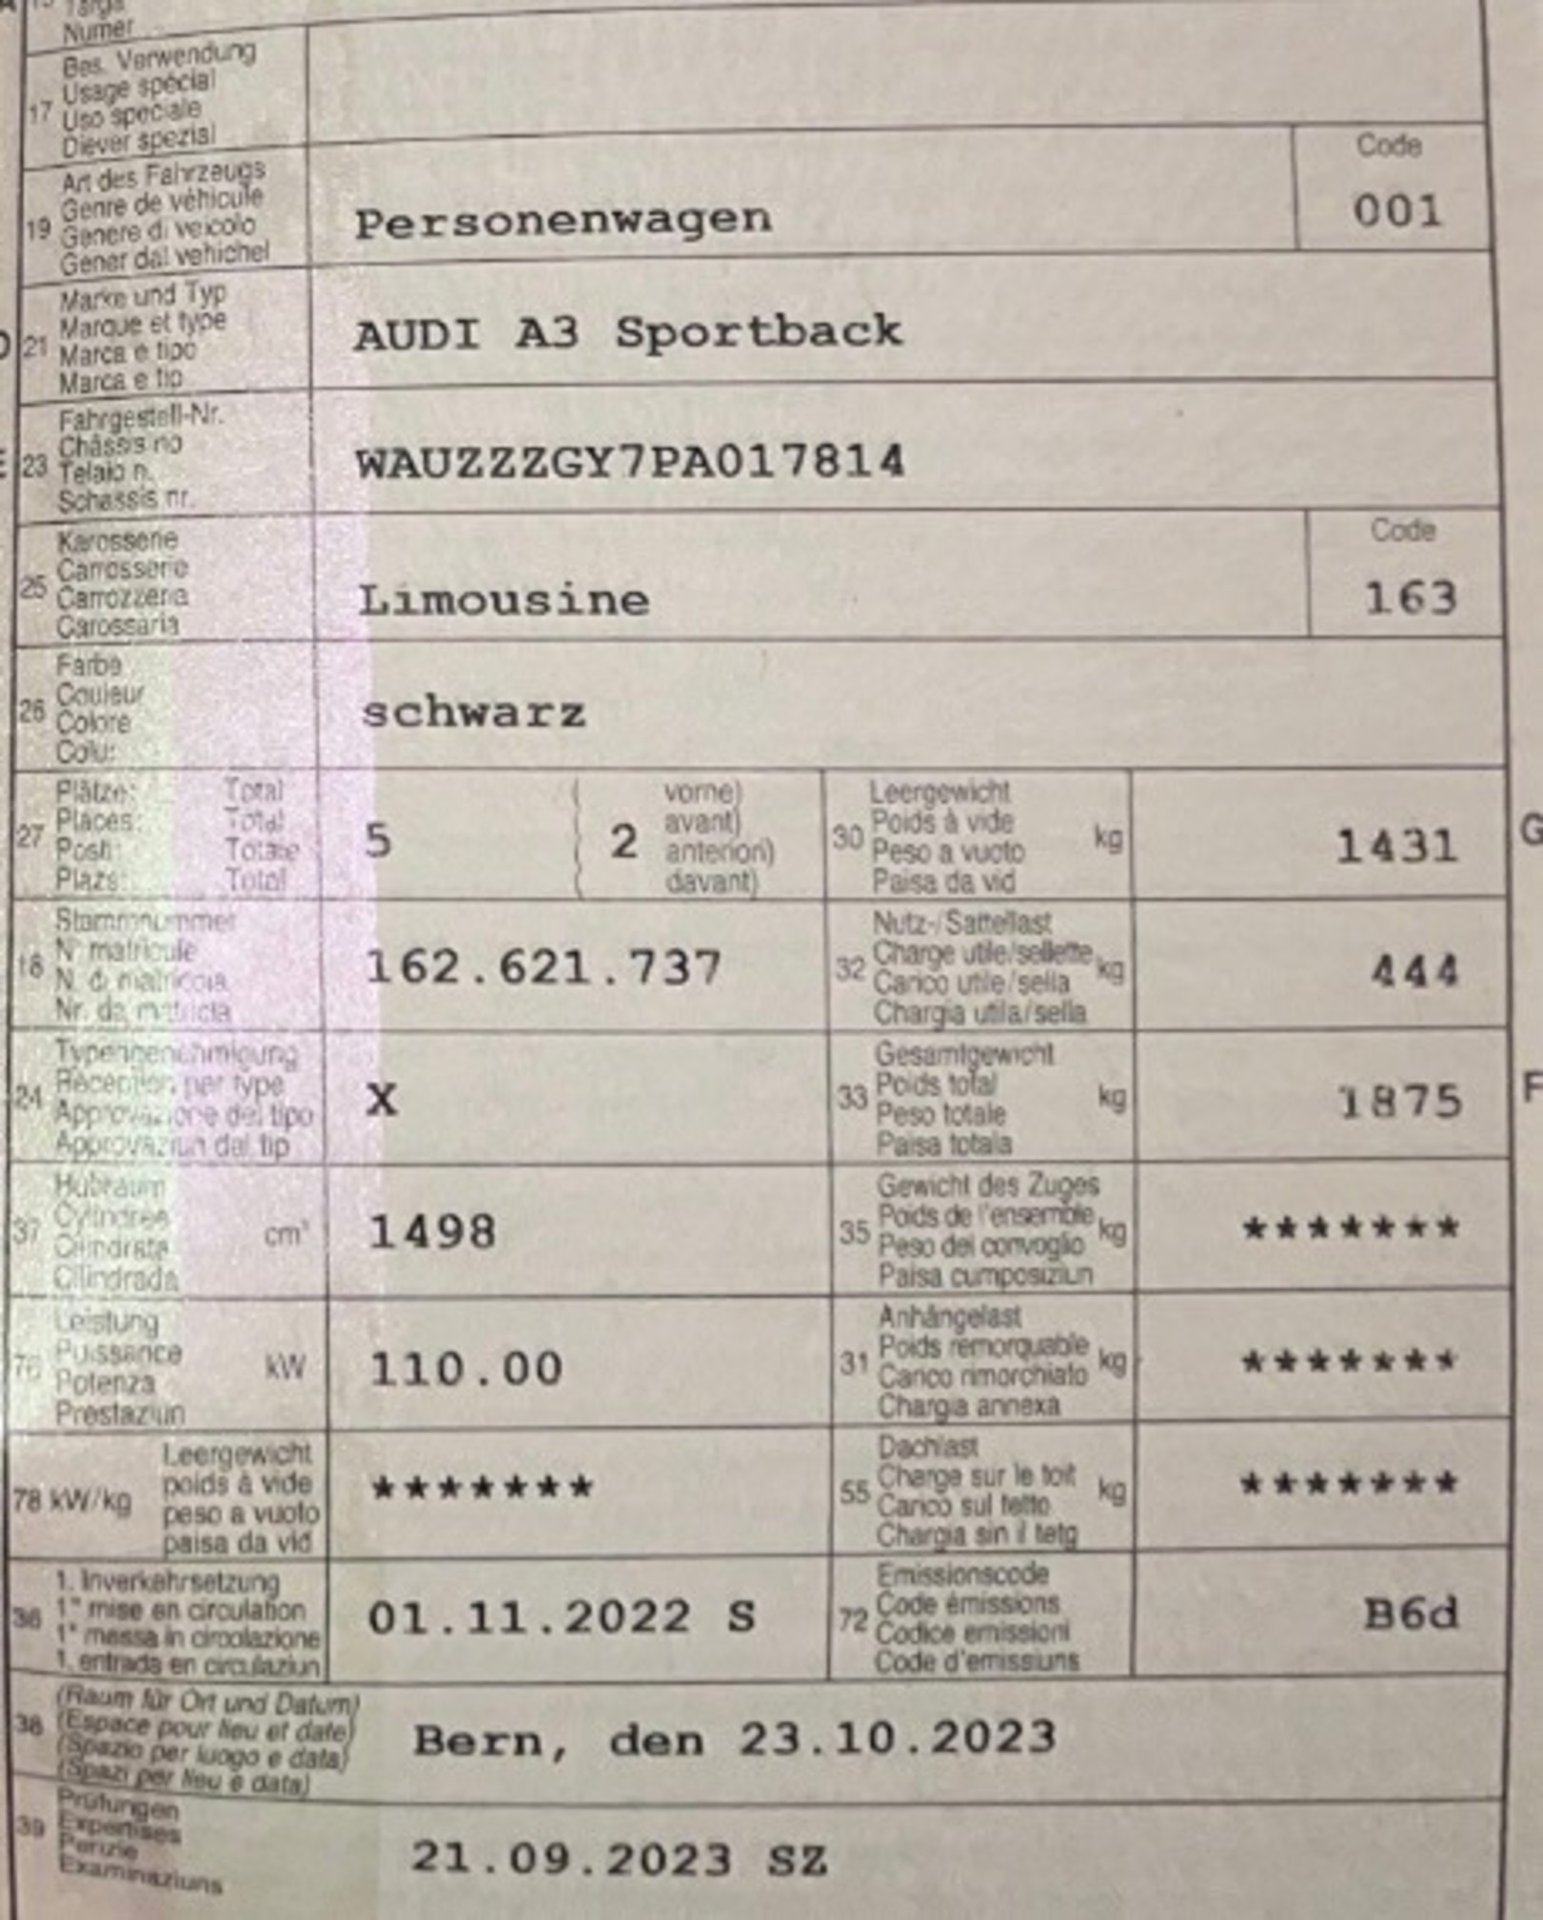 Targa
Numer
17 Bes. Verwendung
Usage spécial
Uso speciale
Diever spezial
19 Art des Fahrzeugs
Genre de véhicule
Genere di veicolo
Gener dal vehichel
Personenwagen
Code
001
21 Marke und Typ
Marque et type
Marca e tipo
Marca e tip
AUDI A3 Sportback
23 Fahrgestell-Nr.
Châssis no
Telaio n.
Schassis nr.
WAUZZZGY7PA017814
25 Karosserie
Carrosserie
Carrozzeria
Carossaria
Limousine
Code
163
26 Farbe
Couleur
Colore
Colur
schwarz
27 Plätze: Total
Places: Total
Posti: Totale
Plazs: Total
5 ( 2 vorne)
avant)
anteriori)
davant)
30 Leergewicht
Poids à vide
Peso a vuoto
Paisa da vid
kg 1431 G
18 Stammnummer
N° matricule
N. di matricola
Nr. da matricla
162.621.737
32 Nutz-/Sattellast
Charge utile/sellette
Carico utile/sella
Chargia utila/sella
kg 444
24 Typengenehmigung
Réception par type
Approvazione del tipo
Approvaziun dal tip
X
33 Gesamtgewicht
Poids total
Peso totale
Paisa totala
kg 1875 F
37 Hubraum
Cylindrée
Cilindrata
Cilindrada
cm³ 1498
35 Gewicht des Zuges
Poids de l'ensemble
Peso del convoglio
Paisa cumposiziun
kg *******
76 Leistung
Puissance
Potenza
Prestaziun
kW 110.00
31 Anhängelast
Poids remorquable
Carico rimorchiato
Chargia annexa
kg *******
78 kW/kg Leergewicht
poids à vide
peso a vuoto
paisa da vid
*******
55 Dachlast
Charge sur le toit
Carico sul tetto
Chargia sin il tetg
kg *******
36 1. Inverkehrsetzung
1re mise en circulation
1a messa in circolazione
1. entrada en circulaziun
01.11.2022 S
72 Emissionscode
Code émissions
Codice emissioni
Code d'emissiuns
B6d
38 (Raum für Ort und Datum)
(Espace pour lieu et date)
(Spazio per luogo e data)
(Spazi per lieu e data)
Bern, den 23.10.2023
39 Prüfungen
Expertises
Perizie
Examinaziuns
21.09.2023 SZ